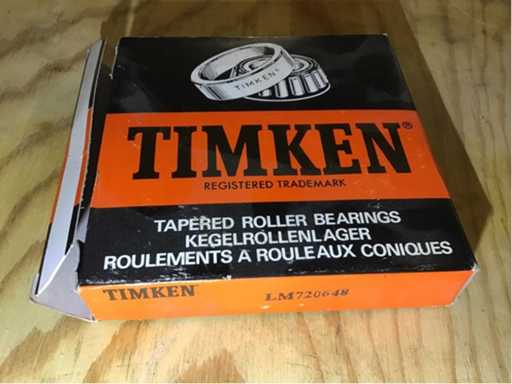 TIMKEN®
TIMKEN®
REGISTERED TRADEMARK
TAPERED ROLLER BEARINGS
KEGELROLLENLAGER
ROULEMENTS A ROULEAUX CONIQUES
TIMKEN LM720648